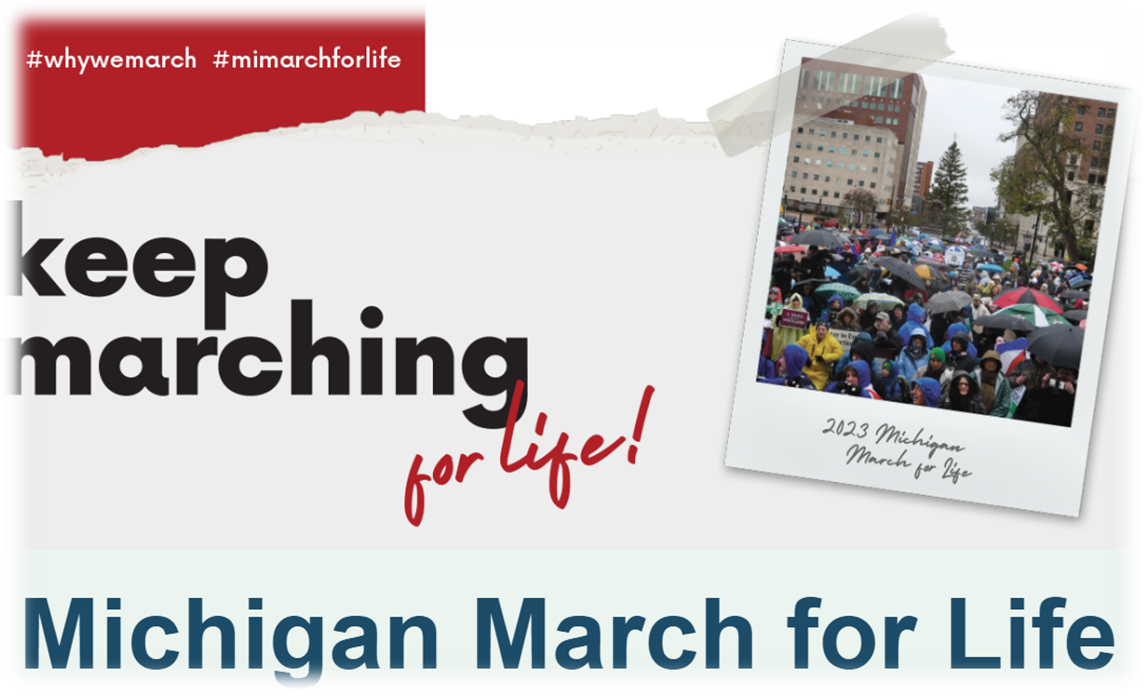 #whywemarch #mimarchforlife
keep
marching
for life!
2023 Michigan
March for Life
Michigan March for Life